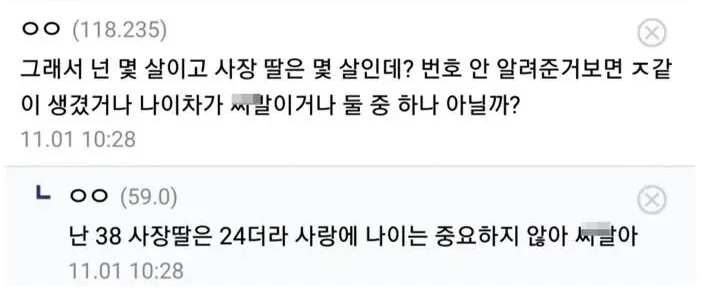 ㅇㅇ (118.235)
그래서 넌 몇 살이고 사장 딸은 몇 살인데? 번호 안 알려준거보면 ㅈ같
이 생겼거나 나이차가 이거나 둘 중 하나 아닐까?
11.01 10:28
ㅇㅇ (59.0)
난 38 사장딸은 24더라 사랑에 나이는 중요하지 않아
11.01 10:28